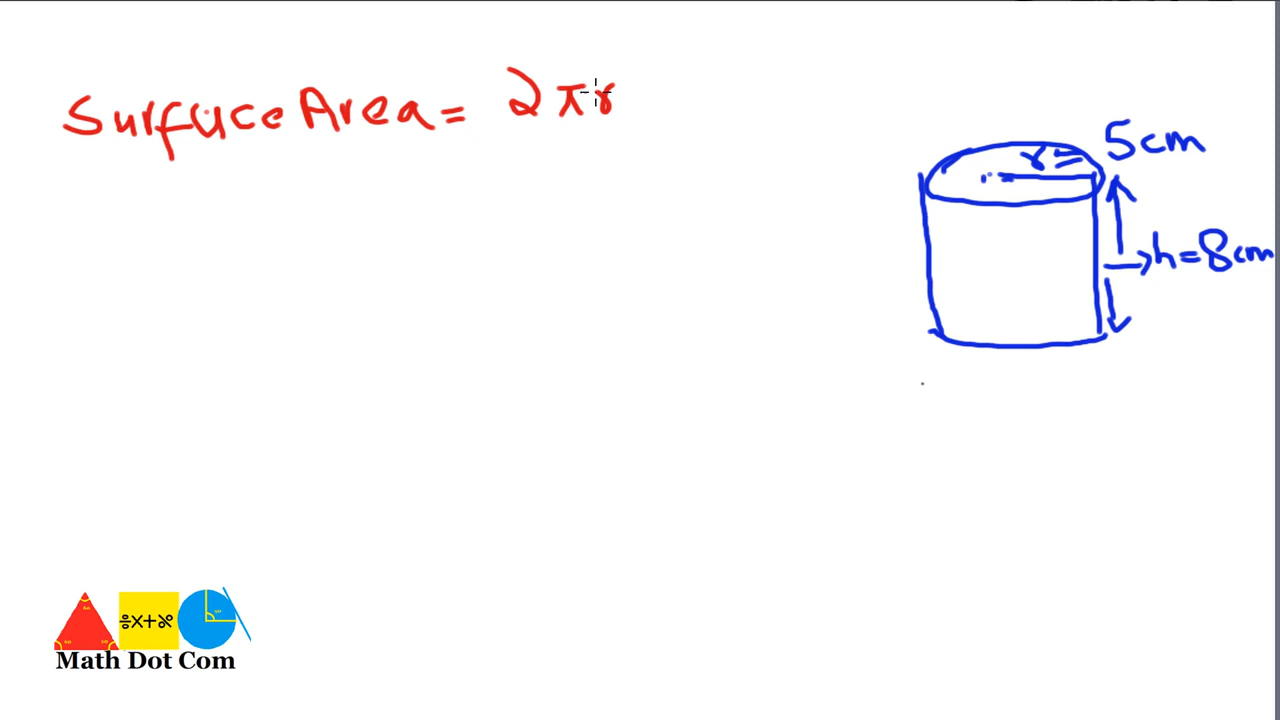 Surface Area = 2πr
r = 5cm
h=8cm
÷x+%
Math Dot Com